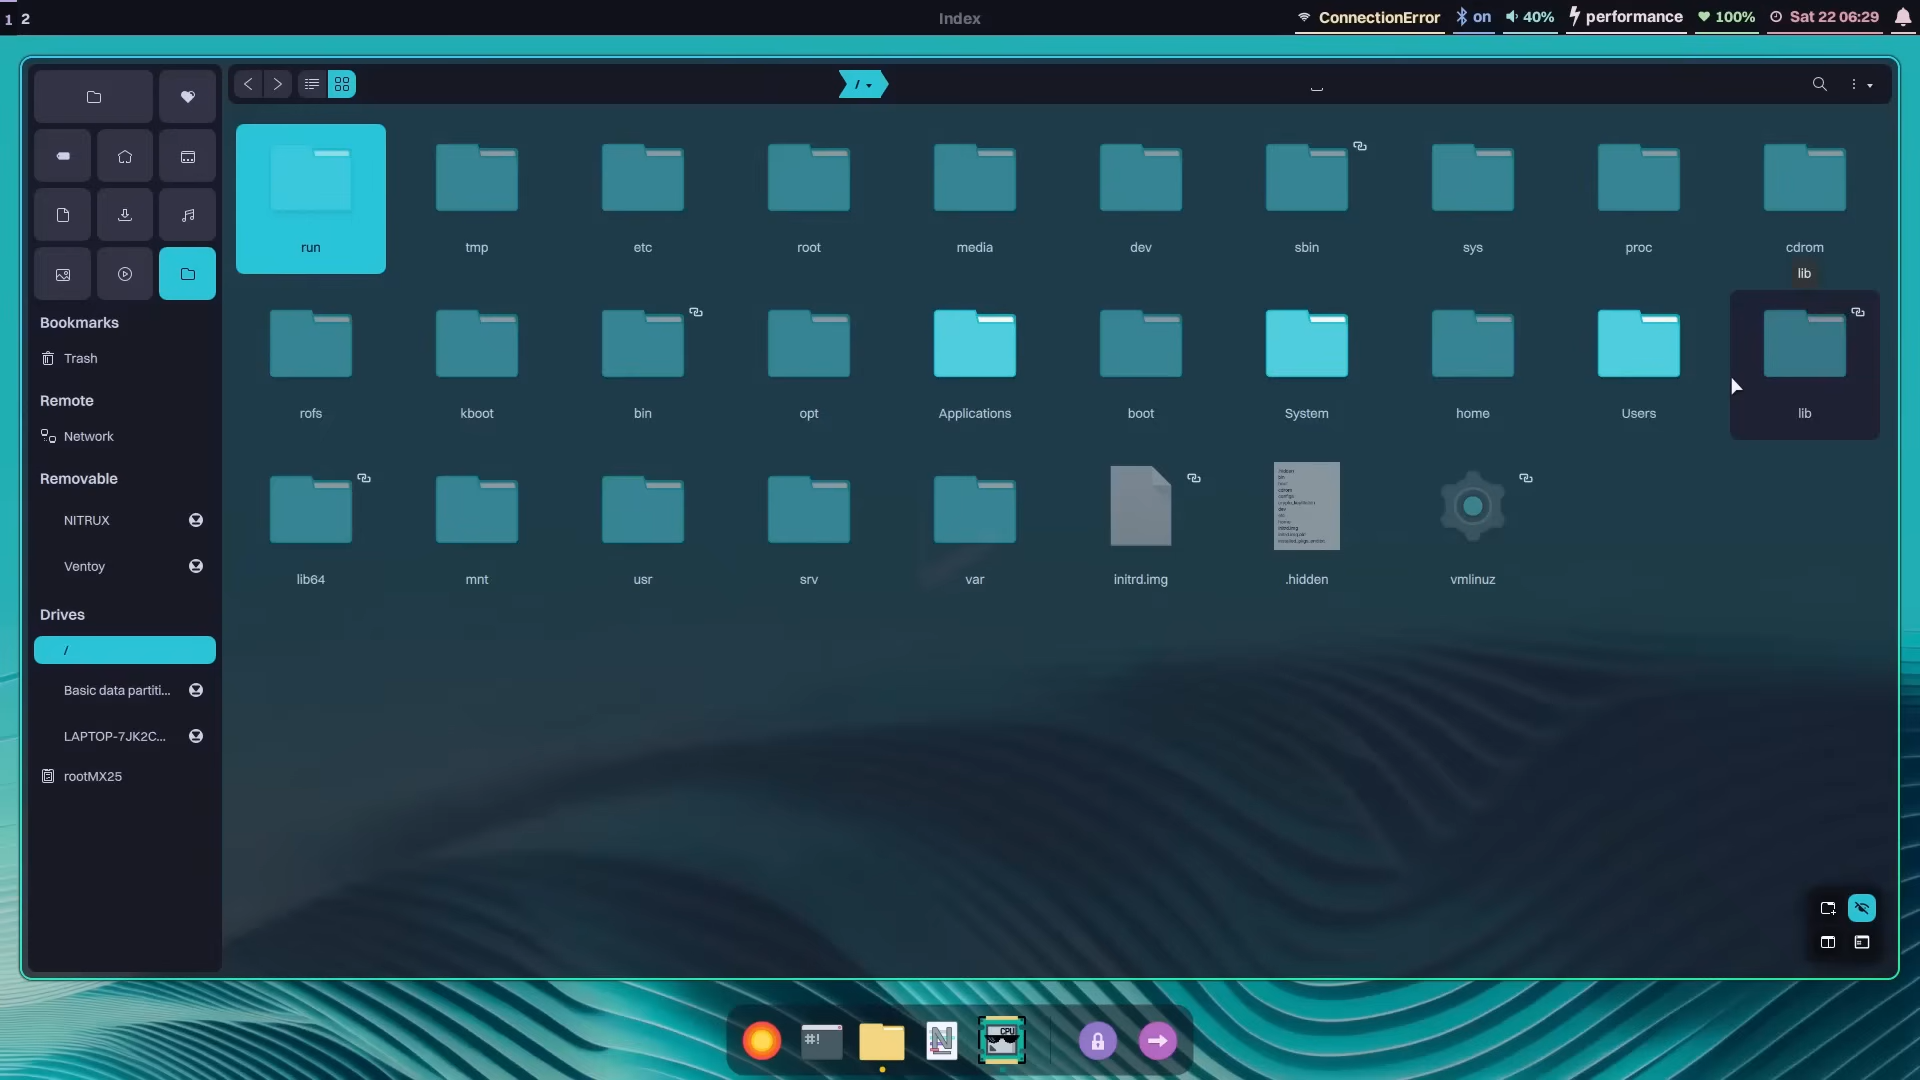 1 2
Index
ConnectionError
on
40%
performance
100%
Sat 22 06:29
/
run
tmp
etc
root
media
dev
sbin
sys
proc
cdrom
lib
rofs
kboot
bin
opt
Applications
boot
System
home
Users
lib
lib64
mnt
usr
srv
var
initrd.img
.hidden
vmlinuz
Bookmarks
Trash
Remote
Network
Removable
NITRUX
Ventoy
Drives
/
Basic data partiti...
LAPTOP-7JK2C...
rootMX25
#!
N
CPU